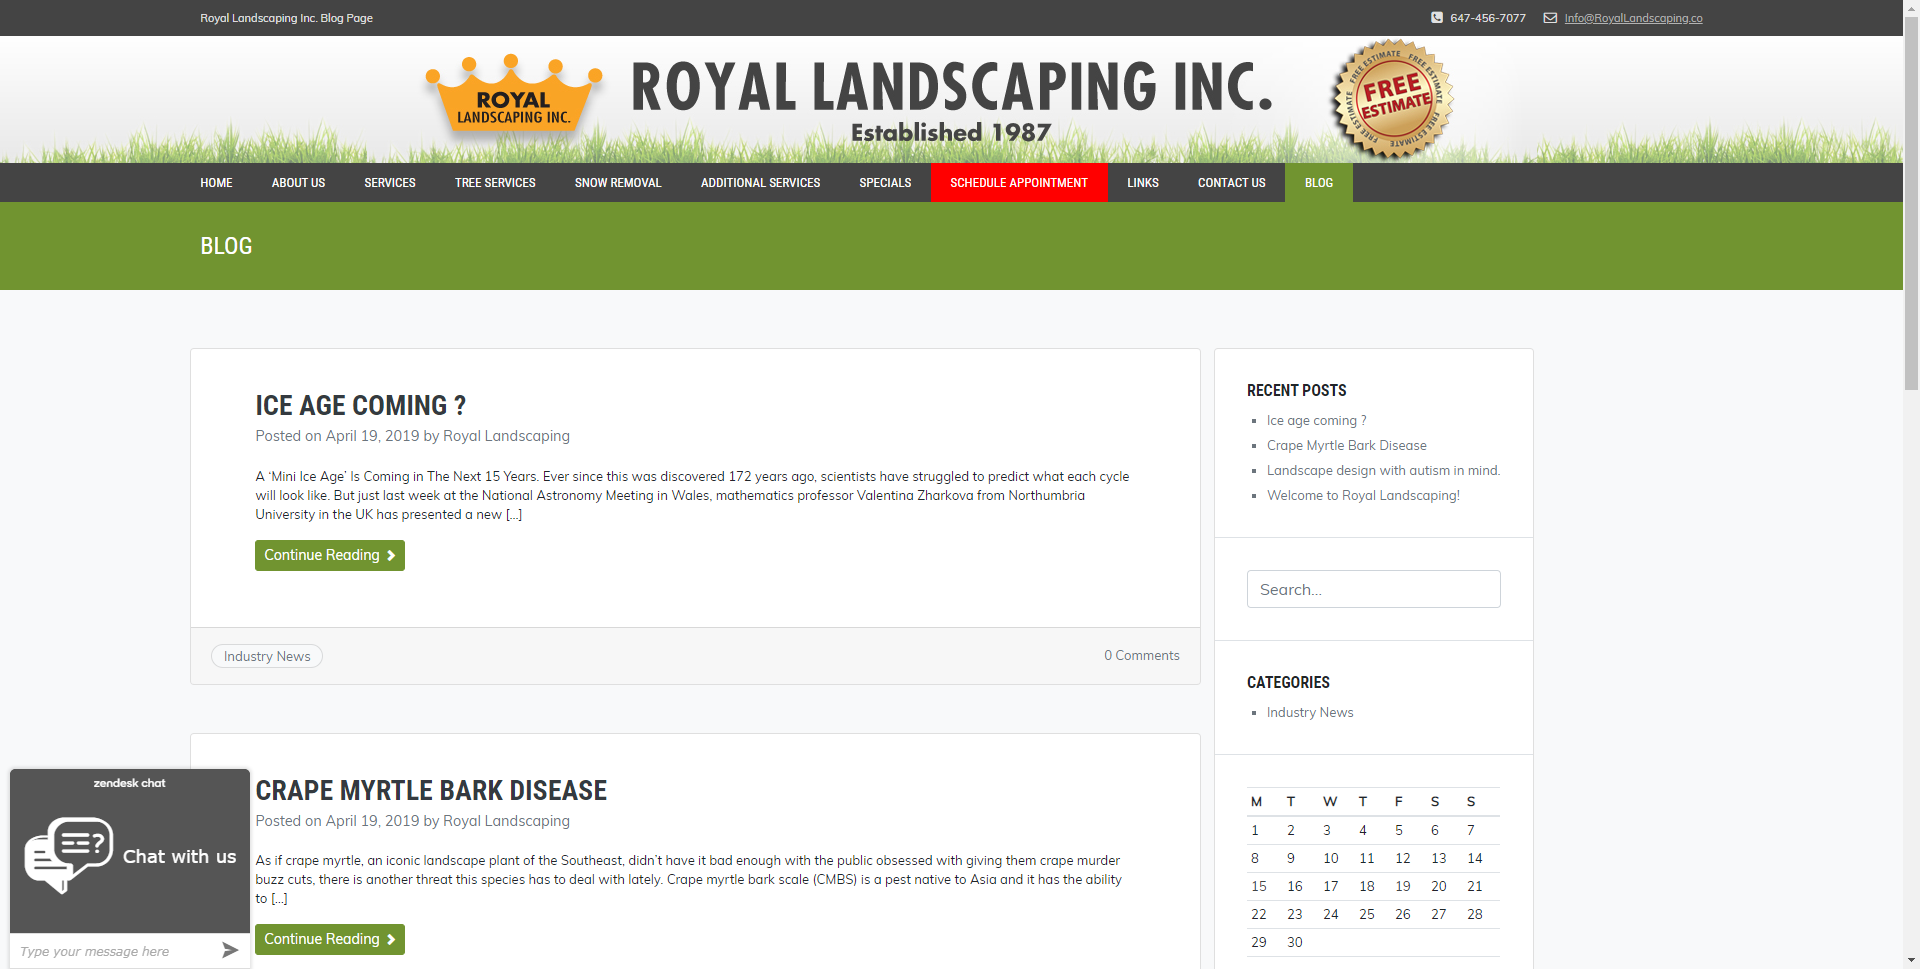 Royal Landscaping Inc. Blog Page
647-456-7077
Info@RoyalLandscaping.co
ROYAL
LANDSCAPING INC.
ROYAL LANDSCAPING INC.
Established 1987
FREE ESTIMATE FREE ESTIMATE FREE ESTIMATE FREE ESTIMATE
FREE
ESTIMATE
HOME ABOUT US SERVICES TREE SERVICES SNOW REMOVAL ADDITIONAL SERVICES SPECIALS SCHEDULE APPOINTMENT LINKS CONTACT US BLOG
BLOG
ICE AGE COMING ?
Posted on April 19, 2019 by Royal Landscaping
A ‘Mini Ice Age’ Is Coming in The Next 15 Years. Ever since this was discovered 172 years ago, scientists have struggled to predict what each cycle
will look like. But just last week at the National Astronomy Meeting in Wales, mathematics professor Valentina Zharkova from Northumbria
University in the UK has presented a new [...]
Continue Reading
Industry News
0 Comments
CRAPE MYRTLE BARK DISEASE
Posted on April 19, 2019 by Royal Landscaping
As if crape myrtle, an iconic landscape plant of the Southeast, didn’t have it bad enough with the public obsessed with giving them crape murder
buzz cuts, there is another threat this species has to deal with lately. Crape myrtle bark scale (CMBS) is a pest native to Asia and it has the ability
to [...]
Continue Reading
RECENT POSTS
Ice age coming ?
Crape Myrtle Bark Disease
Landscape design with autism in mind.
Welcome to Royal Landscaping!
Search...
CATEGORIES
Industry News
M T W T F S S
1 2 3 4 5 6 7
8 9 10 11 12 13 14
15 16 17 18 19 20 21
22 23 24 25 26 27 28
29 30
zendesk chat
Chat with us
Type your message here